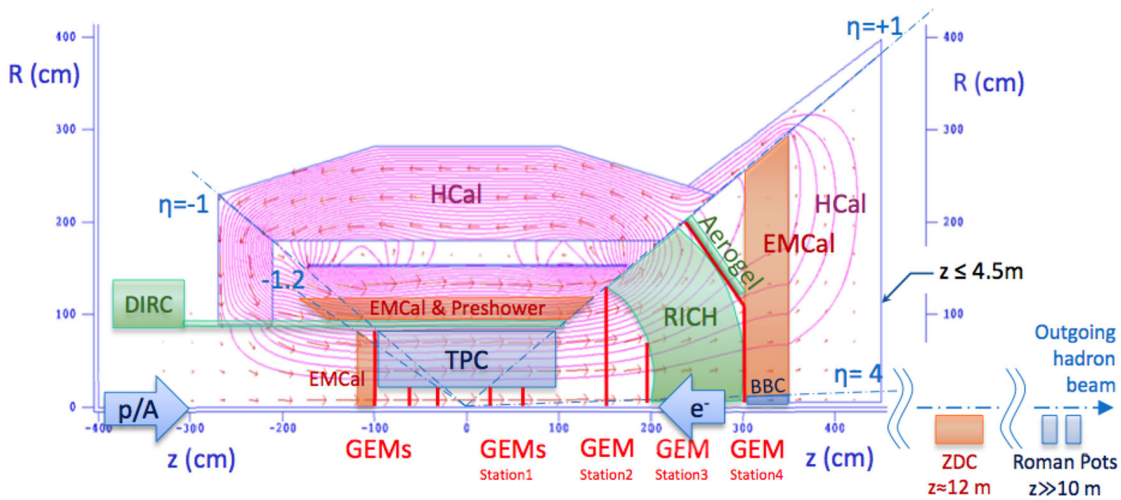 400
η=+1
400
R (cm)
R (cm)
300
300
η=-1
HCal
HCal
200
200
Aerogel
EMCal
-1.2
z ≤ 4.5m
DIRC
EMCal & Preshower
RICH
100
100
Outgoing
hadron
beam
TPC
EMCal
BBC
η= 4
p/A
e-
0
0
-400
-300
-200
-100
0
100
200
300
400
z (cm)
GEMs
GEMs
Station1
GEM
Station2
GEM
Station3
GEM
Station4
z (cm)
ZDC
z≈12 m
Roman Pots
z≫10 m